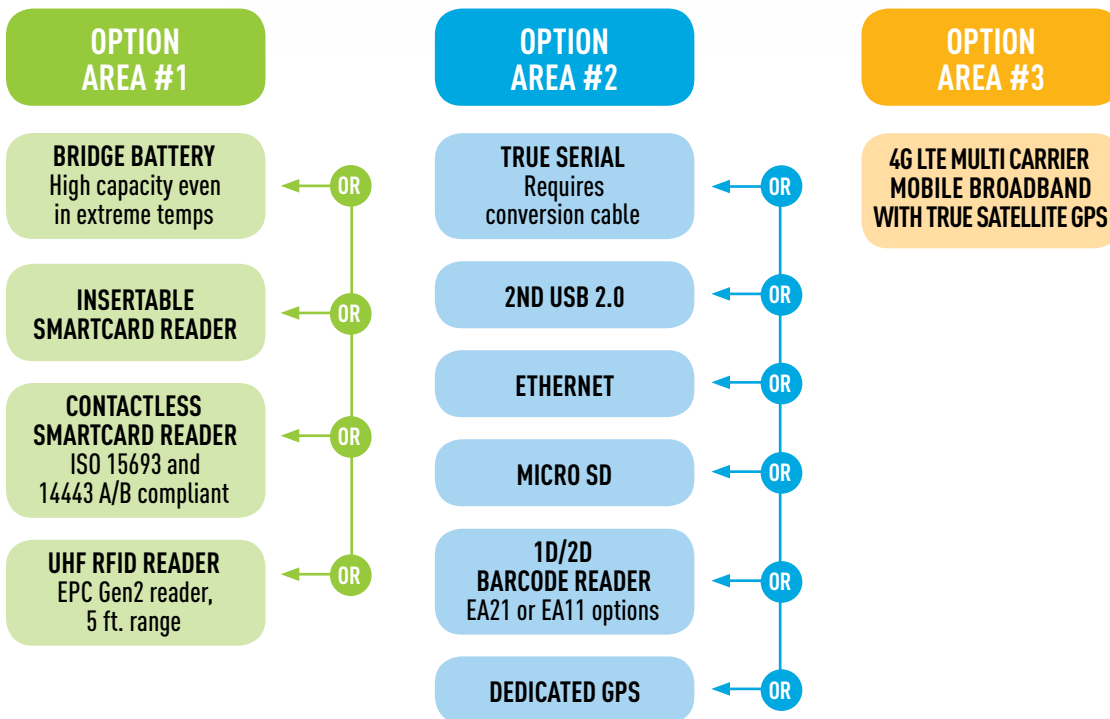 OPTION
AREA #1
BRIDGE BATTERY
High capacity even
in extreme temps
OR
INSERTABLE
SMARTCARD READER
OR
CONTACTLESS
SMARTCARD READER
ISO 15693 and
14443 A/B compliant
OR
UHF RFID READER
EPC Gen2 reader,
5 ft. range
OR
OPTION
AREA #2
TRUE SERIAL
Requires
conversion cable
OR
2ND USB 2.0
OR
ETHERNET
OR
MICRO SD
OR
1D/2D
BARCODE READER
EA21 or EA11 options
OR
DEDICATED GPS
OR
OPTION
AREA #3
4G LTE MULTI CARRIER
MOBILE BROADBAND
WITH TRUE SATELLITE GPS